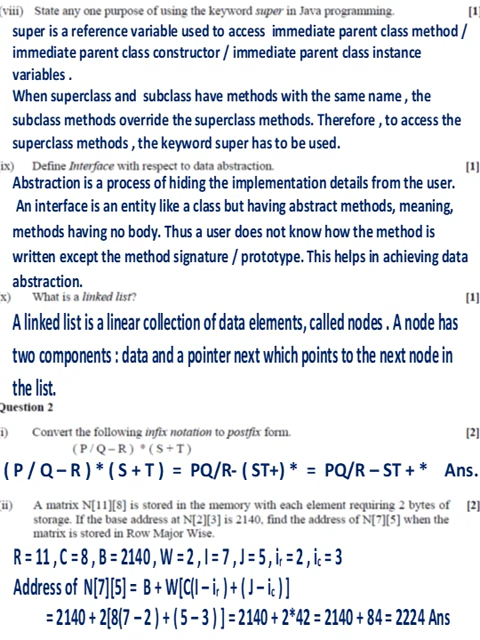 (viii) State any one purpose of using the keyword super in Java programming. [1]
super is a reference variable used to access immediate parent class method /
immediate parent class constructor / immediate parent class instance
variables .
When superclass and subclass have methods with the same name , the
subclass methods override the superclass methods. Therefore , to access the
superclass methods , the keyword super has to be used.
ix) Define Interface with respect to data abstraction. [1]
Abstraction is a process of hiding the implementation details from the user.
An interface is an entity like a class but having abstract methods, meaning,
methods having no body. Thus a user does not know how the method is
written except the method signature / prototype. This helps in achieving data
abstraction.
x) What is a linked list? [1]
A linked list is a linear collection of data elements, called nodes . A node has
two components : data and a pointer next which points to the next node in
the list.
Question 2
i) Convert the following infix notation to postfix form. [2]
( P / Q – R ) * ( S + T )
( P / Q – R ) * ( S + T ) = PQ/R- ( ST+) * = PQ/R – ST + * Ans.
(ii) A matrix N[11][8] is stored in the memory with each element requiring 2 bytes of [2]
storage. If the base address at N[2][3] is 2140, find the address of N[7][5] when the
matrix is stored in Row Major Wise.
R = 11 , C = 8 , B = 2140 , W = 2 , I = 7 , J = 5 , iᵣ = 2 , i_c = 3
Address of N[7][5] = B + W[C(I – iᵣ ) + ( J – i_c ) ]
= 2140 + 2[8(7 – 2 ) + ( 5 – 3 ) ] = 2140 + 2*42 = 2140 + 84 = 2224 Ans